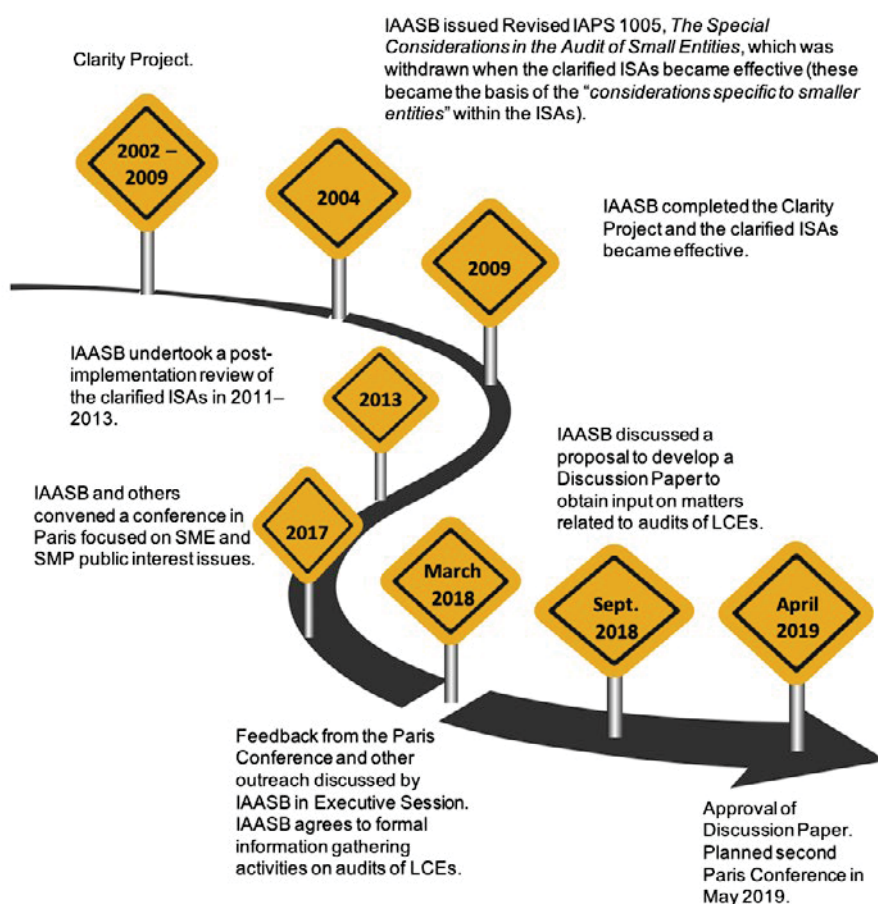 Clarity Project.
2002 –
2009
IAASB issued Revised IAPS 1005, The Special
Considerations in the Audit of Small Entities, which was
withdrawn when the clarified ISAs became effective (these
became the basis of the “considerations specific to smaller
entities” within the ISAs).
2004
IAASB completed the Clarity
Project and the clarified ISAs
became effective.
2009
IAASB undertook a post-
implementation review of
the clarified ISAs in 2011–
2013.
2013
IAASB and others
convened a conference in
Paris focused on SME and
SMP public interest issues.
2017
March
2018
Feedback from the Paris
Conference and other
outreach discussed by
IAASB in Executive Session.
IAASB agrees to formal
information gathering
activities on audits of LCEs.
IAASB discussed a
proposal to develop a
Discussion Paper to
obtain input on matters
related to audits of LCEs.
Sept.
2018
April
2019
Approval of
Discussion Paper.
Planned second
Paris Conference in
May 2019.